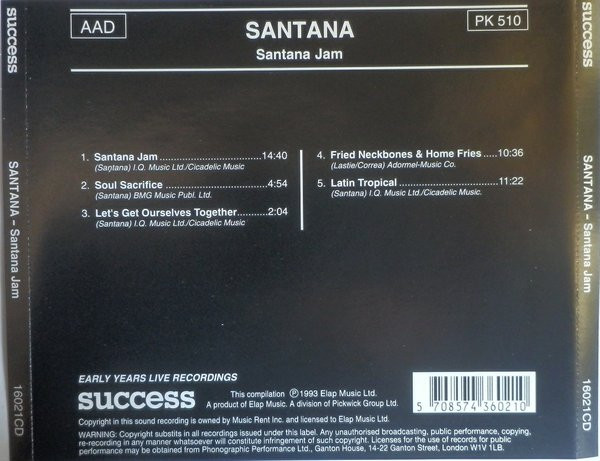 AAD
SANTANA
PK 510
Santana Jam
1. Santana Jam................................14:40
(Santana) I.Q. Music Ltd./Cicadelic Music
2. Soul Sacrifice ................................4:54
(Santana) BMG Music Publ. Ltd.
3. Let's Get Ourselves Together..........2:04
(Santana) I.Q. Music Ltd./Cicadelic Music
4. Fried Neckbones & Home Fries .....10:36
(Lastie/Correa) Adormel-Music Co.
5. Latin Tropical ...............................11:22
(Santana) I.Q. Music Ltd./Cicadelic Music.
EARLY YEARS LIVE RECORDINGS
success
This compilation ℗1993 Elap Music Ltd.
A product of Elap Music. A division of Pickwick Group Ltd.
5 708574 360210
Copyright in this sound recording is owned by Music Rent Inc. and licensed to Elap Music Ltd.
WARNING: Copyright substits in all recordings issued under this label. Any unauthorised broadcasting, public performance, copying,
re-recording in any manner whatsoever will constitute infringement of such copyright. Licenses for the use of records for public
performance may be obtained from Phonographic Performance Ltd., Ganton House, 14-22 Ganton Street, London W1V 1LB.
success
SANTANA - Santana Jam
16021CD
success
SANTANA - Santana Jam
16021CD